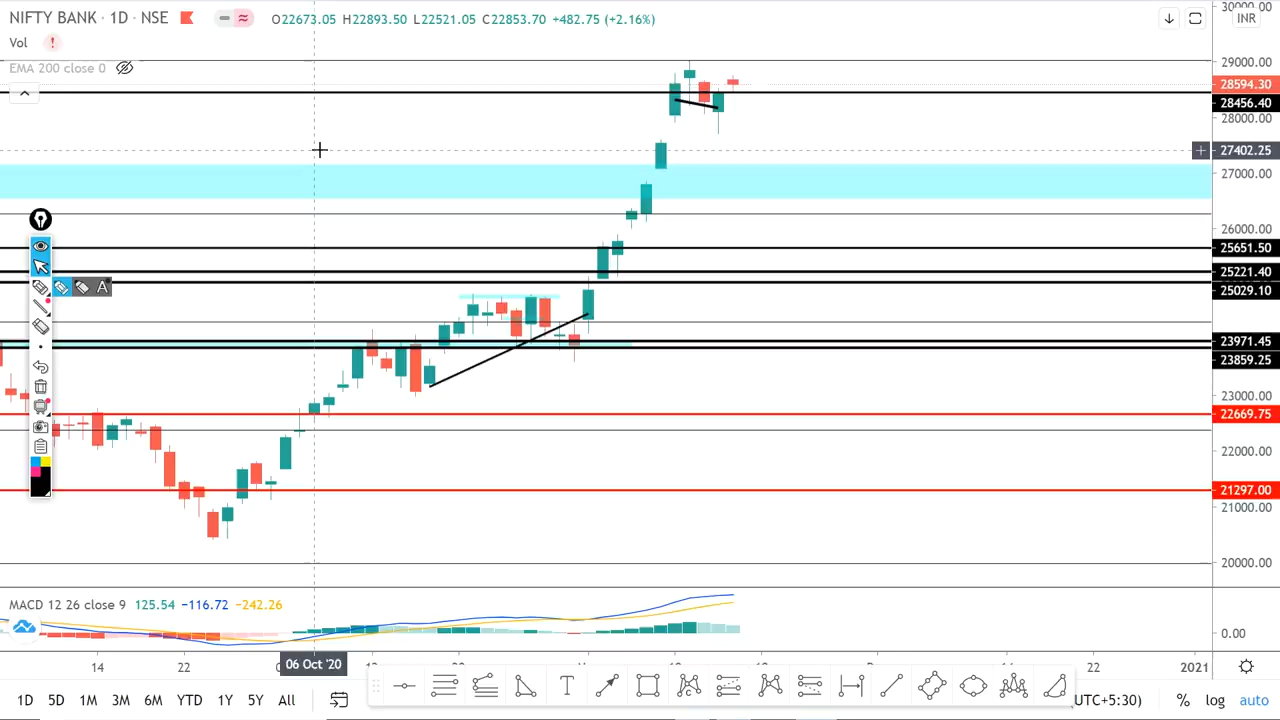 NIFTY BANK · 1D · NSE O22673.05 H22893.50 L22521.05 C22853.70 +482.75 (+2.16%)
Vol !
EMA 200 close 0
INR
30000.00
29000.00
28594.30
28456.40
28000.00
27402.25
27000.00
26000.00
25651.50
25221.40
25029.10
23971.45
23859.25
23000.00
22669.75
22000.00
21297.00
21000.00
20000.00
A
MACD 12 26 close 9 125.54 −116.72 −242.26
0.00
14 22 06 Oct '20 22 2021
1D 5D 1M 3M 6M YTD 1Y 5Y All T (UTC+5:30) % log auto